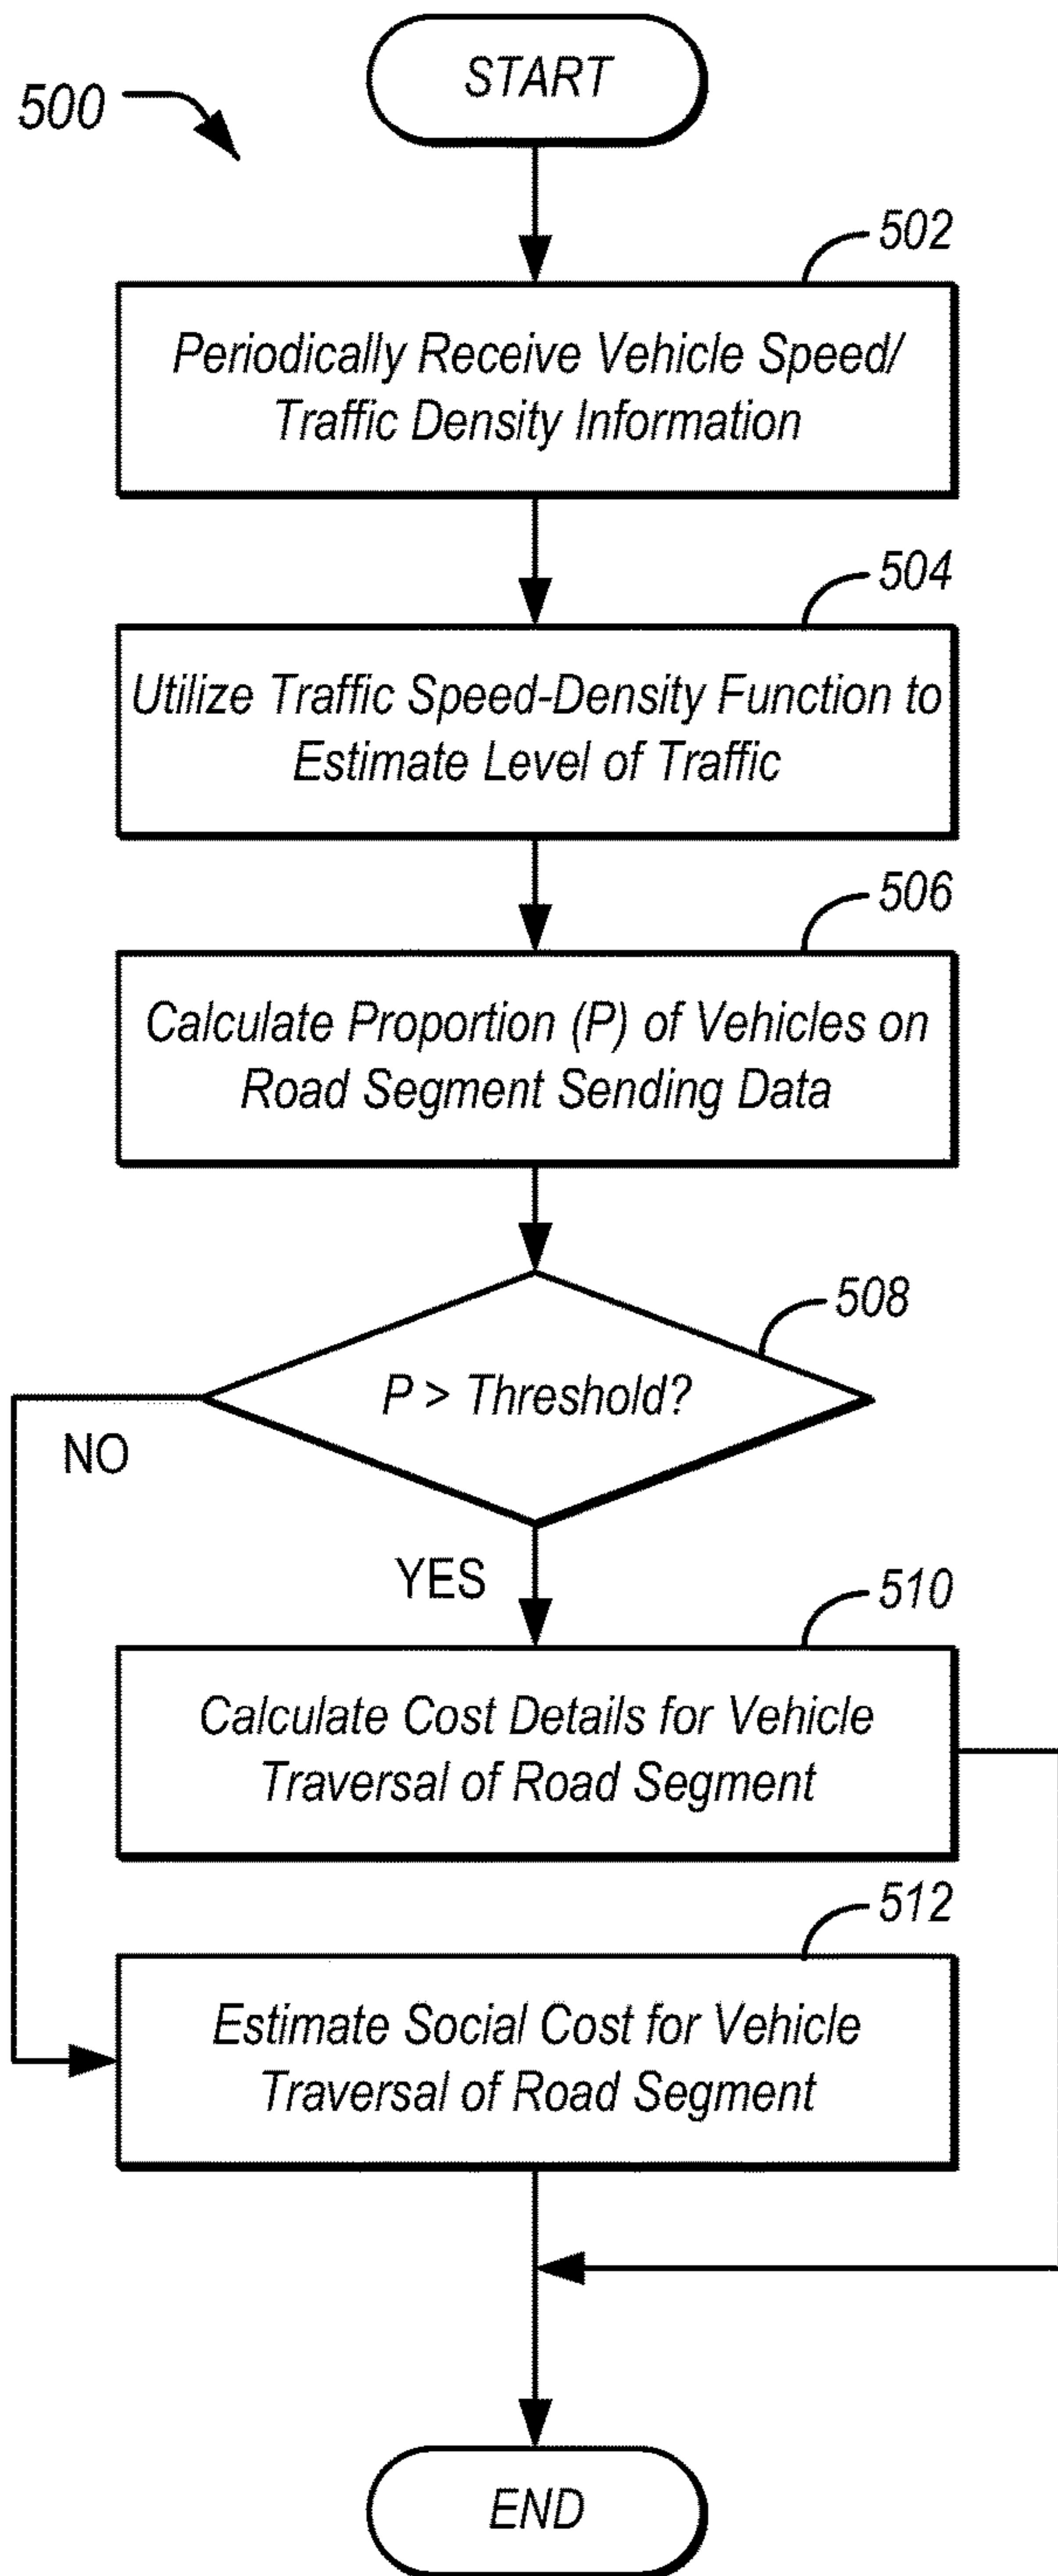 START
500
502
Periodically Receive Vehicle Speed/
Traffic Density Information
504
Utilize Traffic Speed-Density Function to
Estimate Level of Traffic
506
Calculate Proportion (P) of Vehicles on
Road Segment Sending Data
508
P > Threshold?
NO
YES
510
Calculate Cost Details for Vehicle
Traversal of Road Segment
512
Estimate Social Cost for Vehicle
Traversal of Road Segment
END